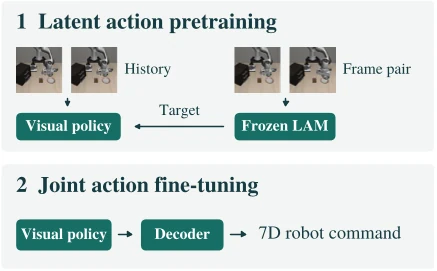 1 Latent action pretraining
History
Frame pair
Target
Visual policy
Frozen LAM
2 Joint action fine-tuning
Visual policy
Decoder
7D robot command